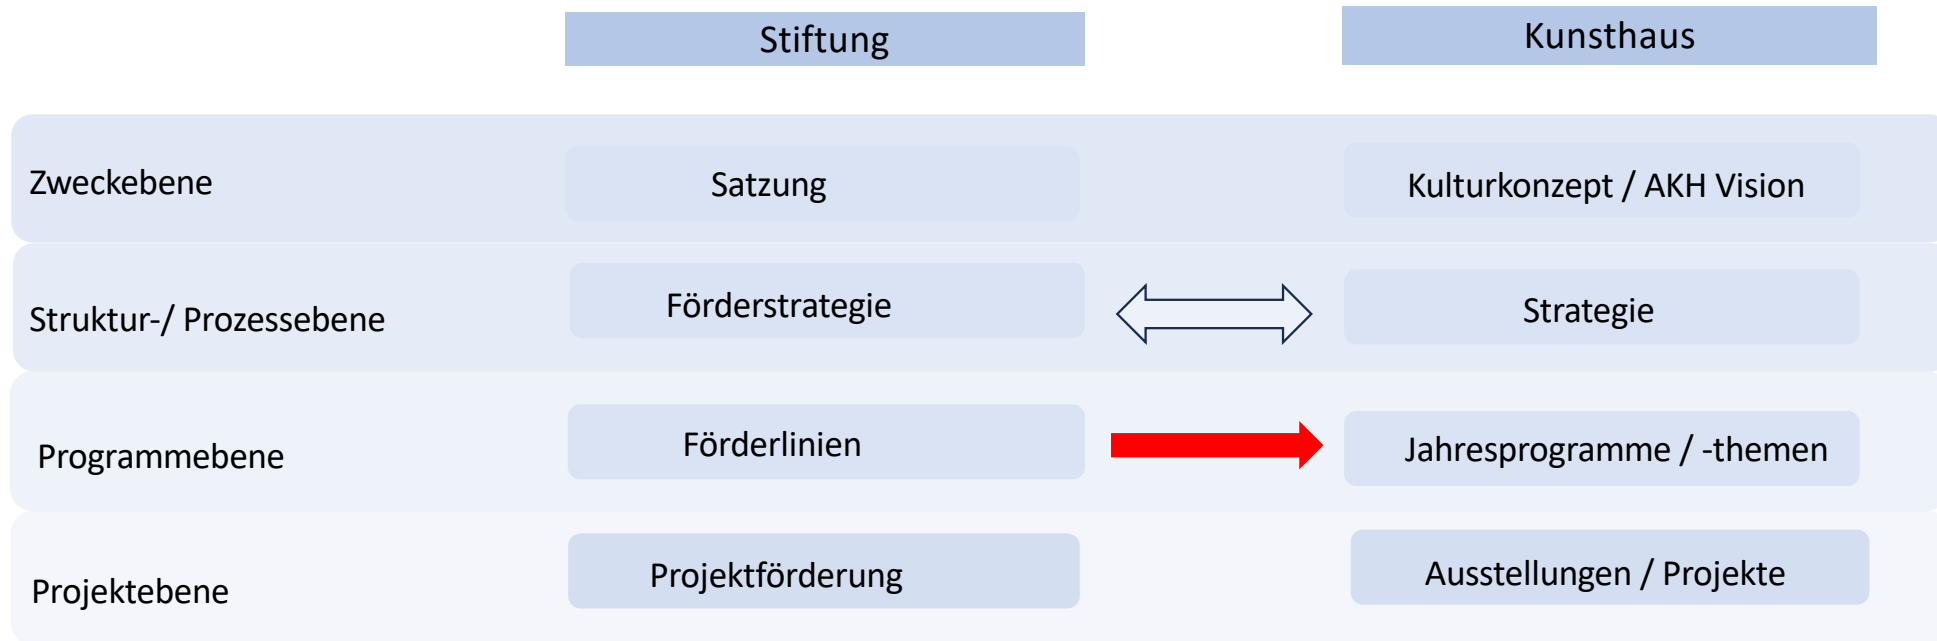 Stiftung
Kunsthaus
Zweckebene
Satzung
Kulturkonzept / AKH Vision
Struktur-/ Prozessebene
Förderstrategie
Strategie
Programmebene
Förderlinien
Jahresprogramme / -themen
Projektebene
Projektförderung
Ausstellungen / Projekte